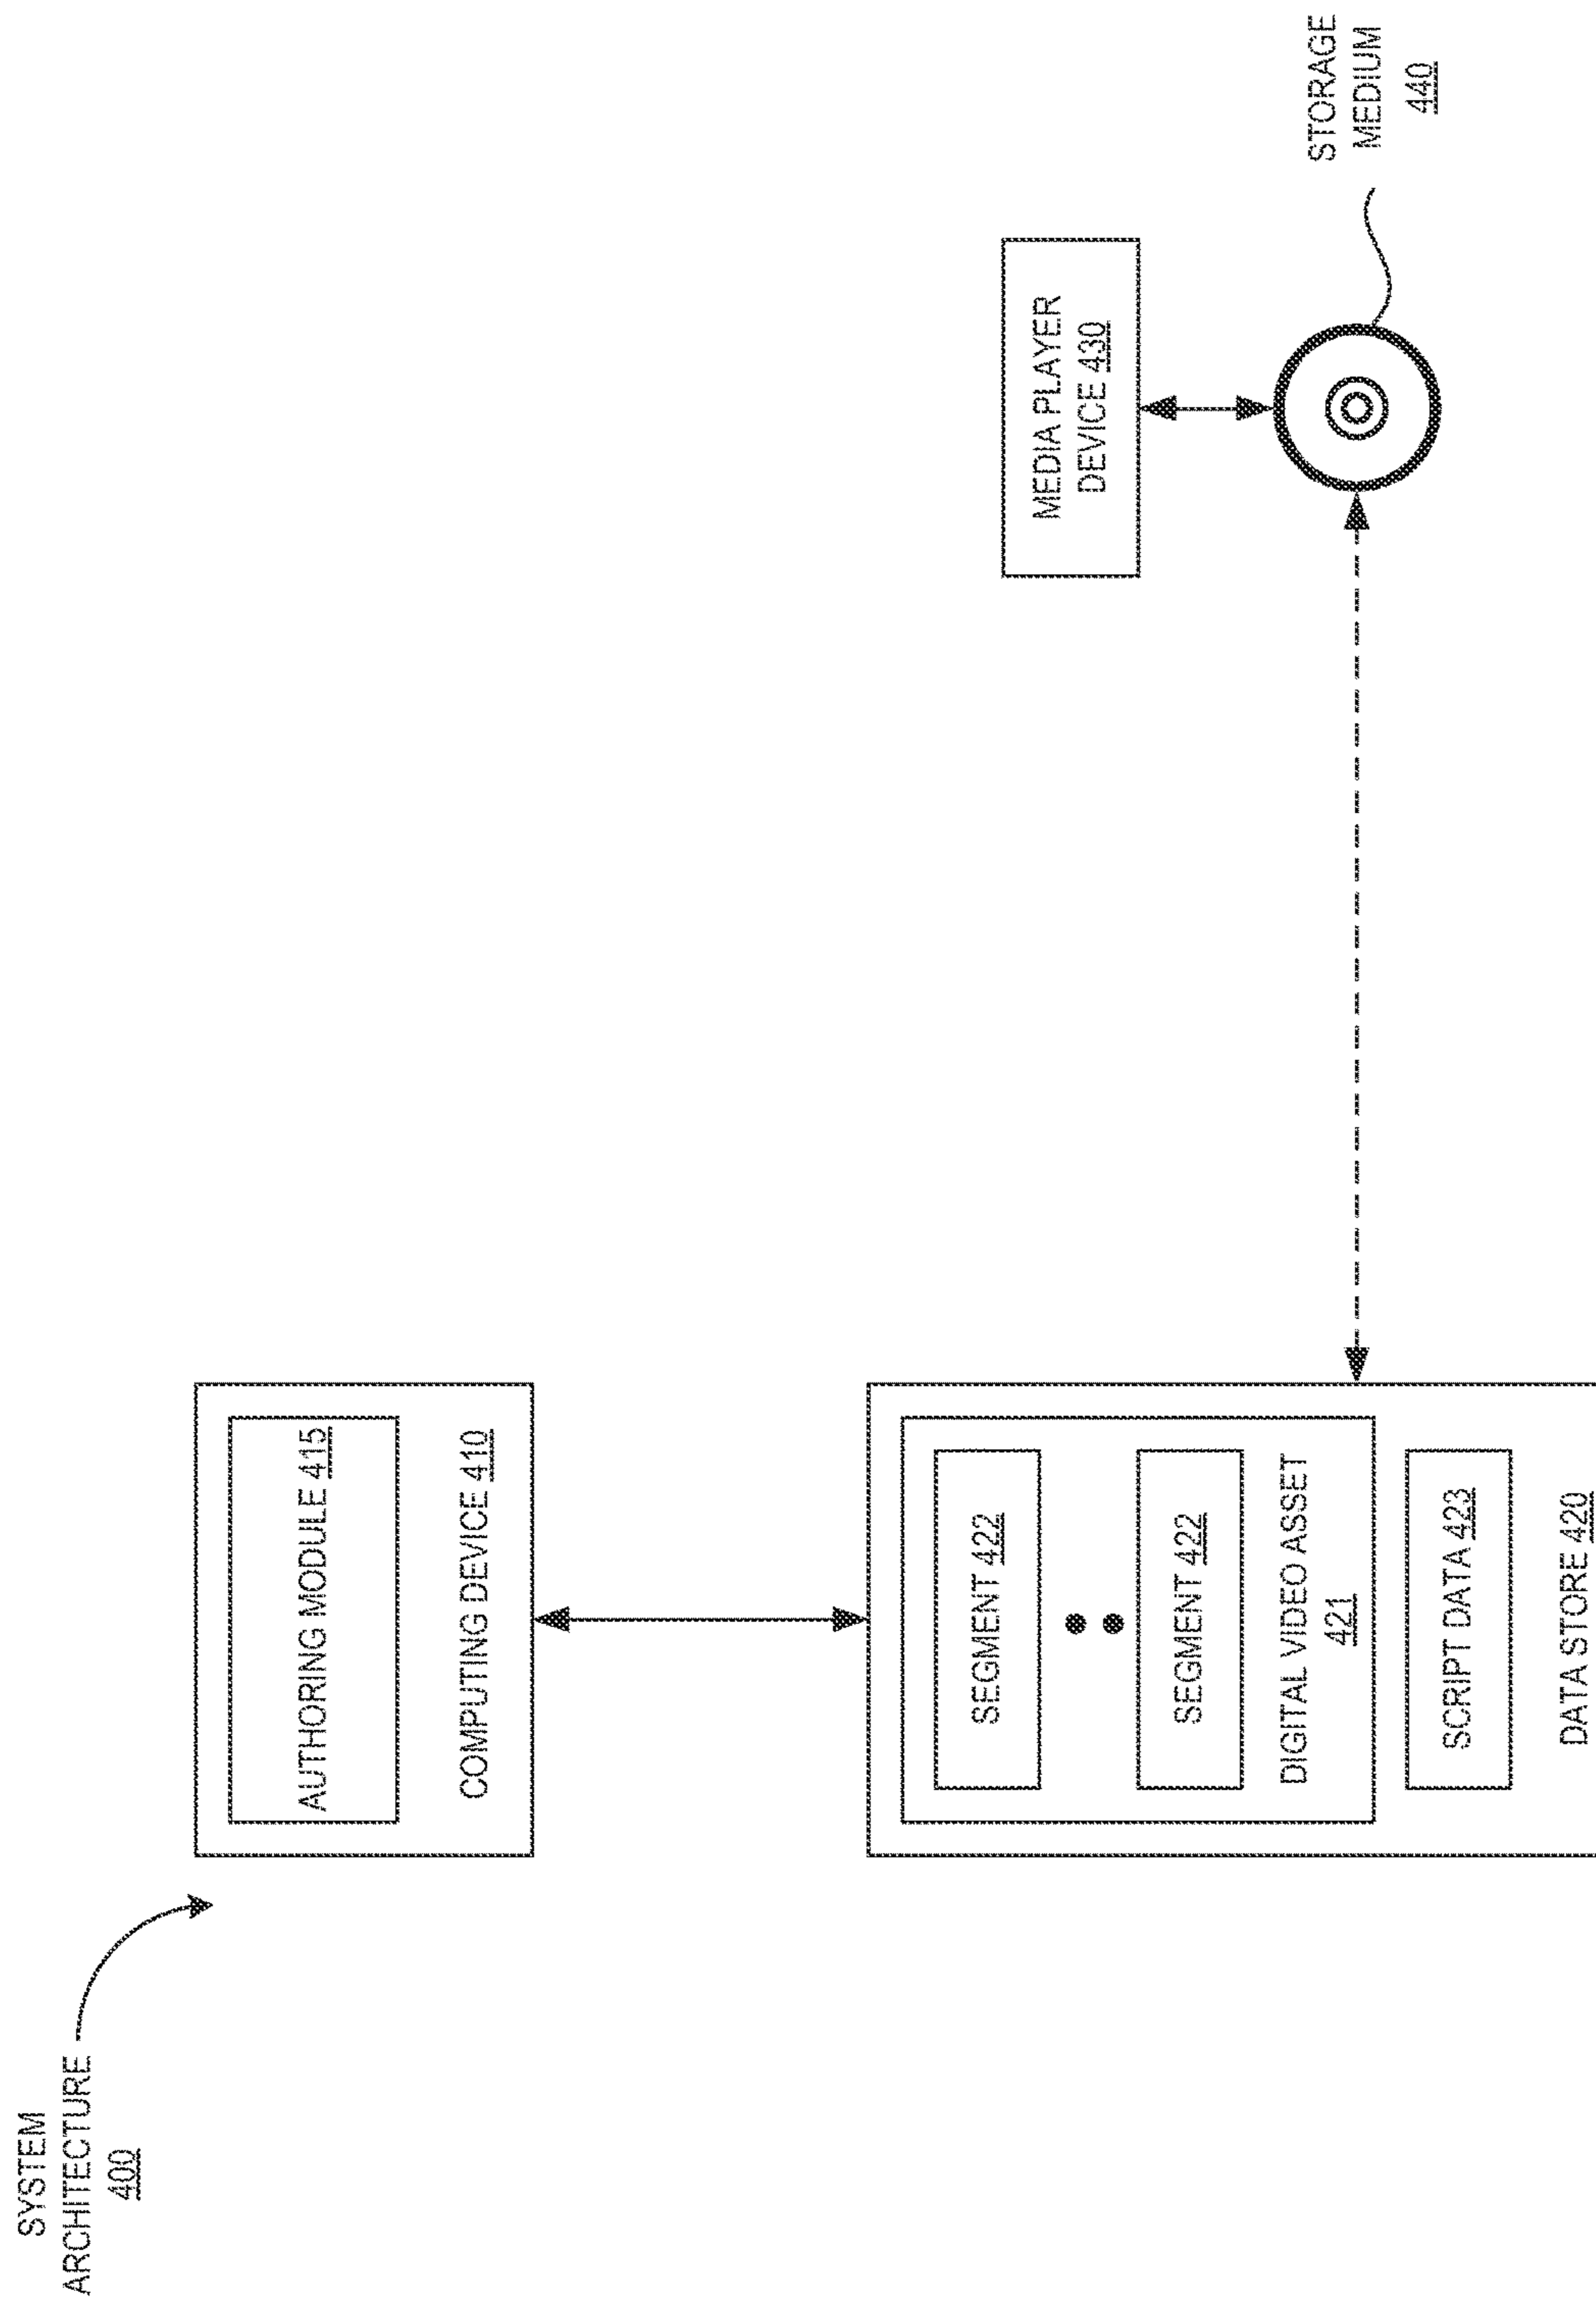 SYSTEM
ARCHITECTURE
400
AUTHORING MODULE 415
COMPUTING DEVICE 410
SEGMENT 422
SEGMENT 422
DIGITAL VIDEO ASSET
421
SCRIPT DATA 423
DATA STORE 420
MEDIA PLAYER
DEVICE 430
STORAGE
MEDIUM
440